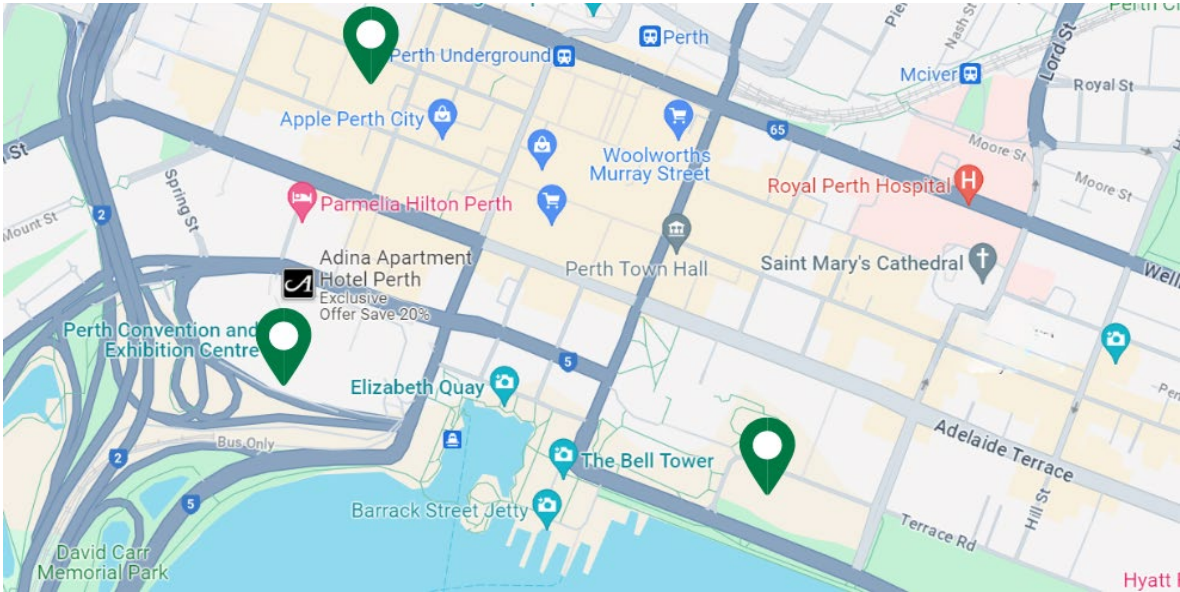 Perth
Perth Underground
Mciver
Lord St
Nash St
Royal St
Apple Perth City
65
Moore St
Woolworths
Murray Street
Royal Perth Hospital
H
Moore St
St
Spring St
Parmelia Hilton Perth
2
Mount St
Adina Apartment
Hotel Perth
Exclusive
Offer Save 20%
Perth Town Hall
Saint Mary's Cathedral
Perth Convention and
Exhibition Centre
5
Elizabeth Quay
Bus Only
2
The Bell Tower
Adelaide Terrace
5
Barrack Street Jetty
Hill St
Terrace Rd
David Carr
Memorial Park
Hyatt